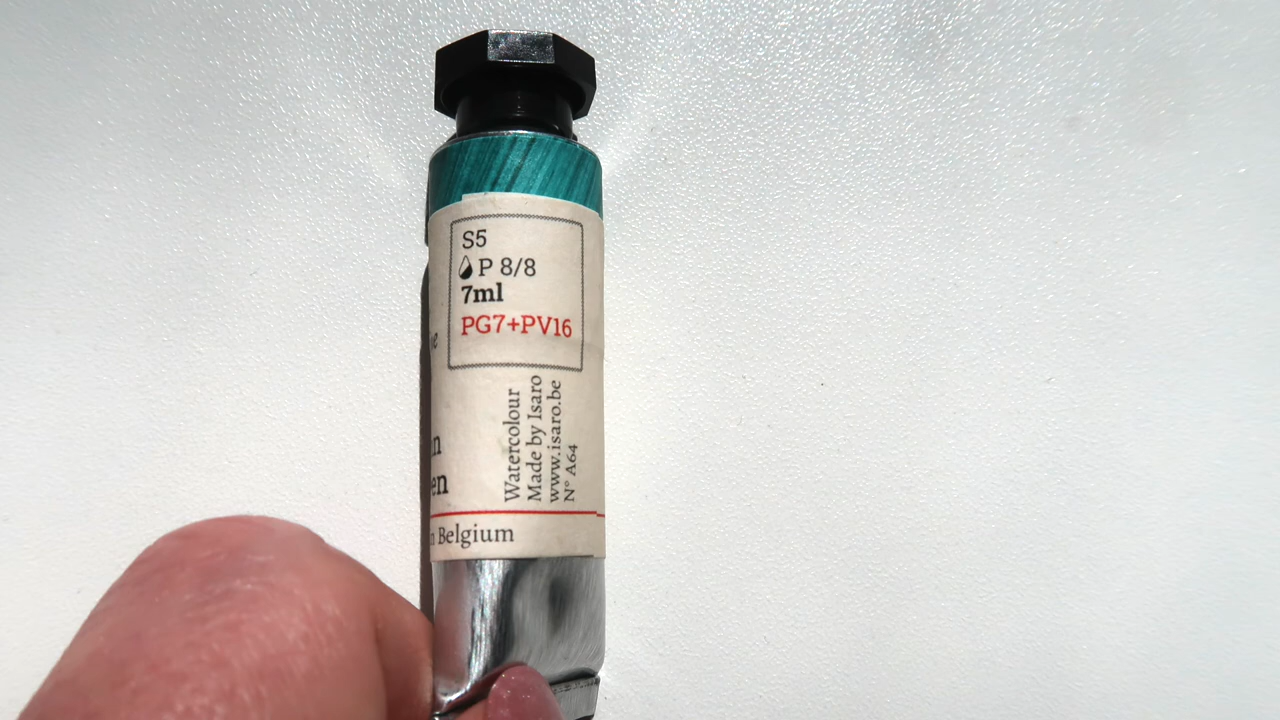 S5
P 8/8
7ml
PG7+PV16
Watercolour
Made by Isaro
www.isaro.be
N° A64
Belgium